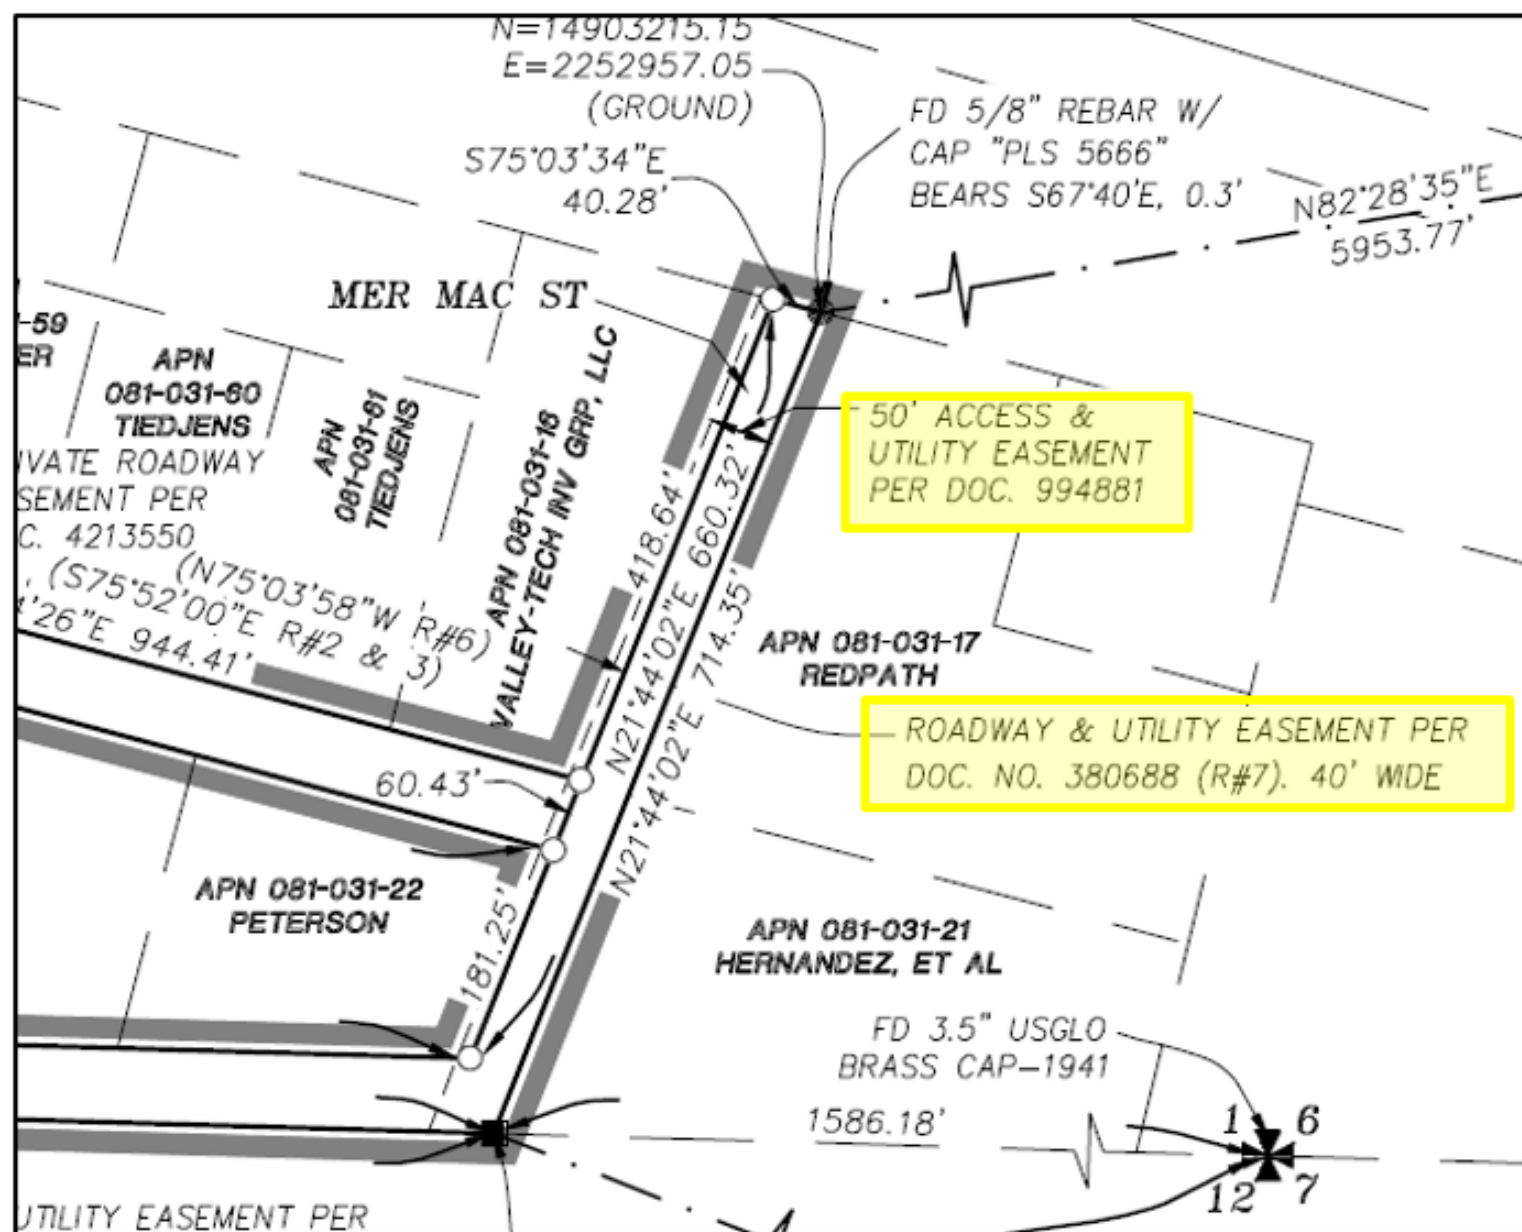 N=14903215.15
E=2252957.05
(GROUND)
S75°03'34"E
40.28'
FD 5/8" REBAR W/
CAP "PLS 5666"
BEARS S67°40'E, 0.3'
N82°28'35"E
5953.77'
MER MAC ST
-59
ER
APN
081-031-60
TIEDJENS
APN
081-031-61
TIEDJENS
APN 081-031-16
VALLEY-TECH INV GRP, LLC
50' ACCESS &
UTILITY EASEMENT
PER DOC. 994881
IVATE ROADWAY
SEMENT PER
C. 4213550
(N75°03'58"W R#6)
(S75°52'00"E R#2 & 3)
'26"E 944.41'
418.64'
N21°44'02"E 660.32'
N21°44'02"E 714.35'
APN 081-031-17
REDPATH
ROADWAY & UTILITY EASEMENT PER
DOC. NO. 380688 (R#7). 40' WIDE
60.43'
APN 081-031-22
PETERSON
181.25'
APN 081-031-21
HERNANDEZ, ET AL
FD 3.5" USGLO
BRASS CAP-1941
1586.18'
1 6
12 7
UTILITY EASEMENT PER